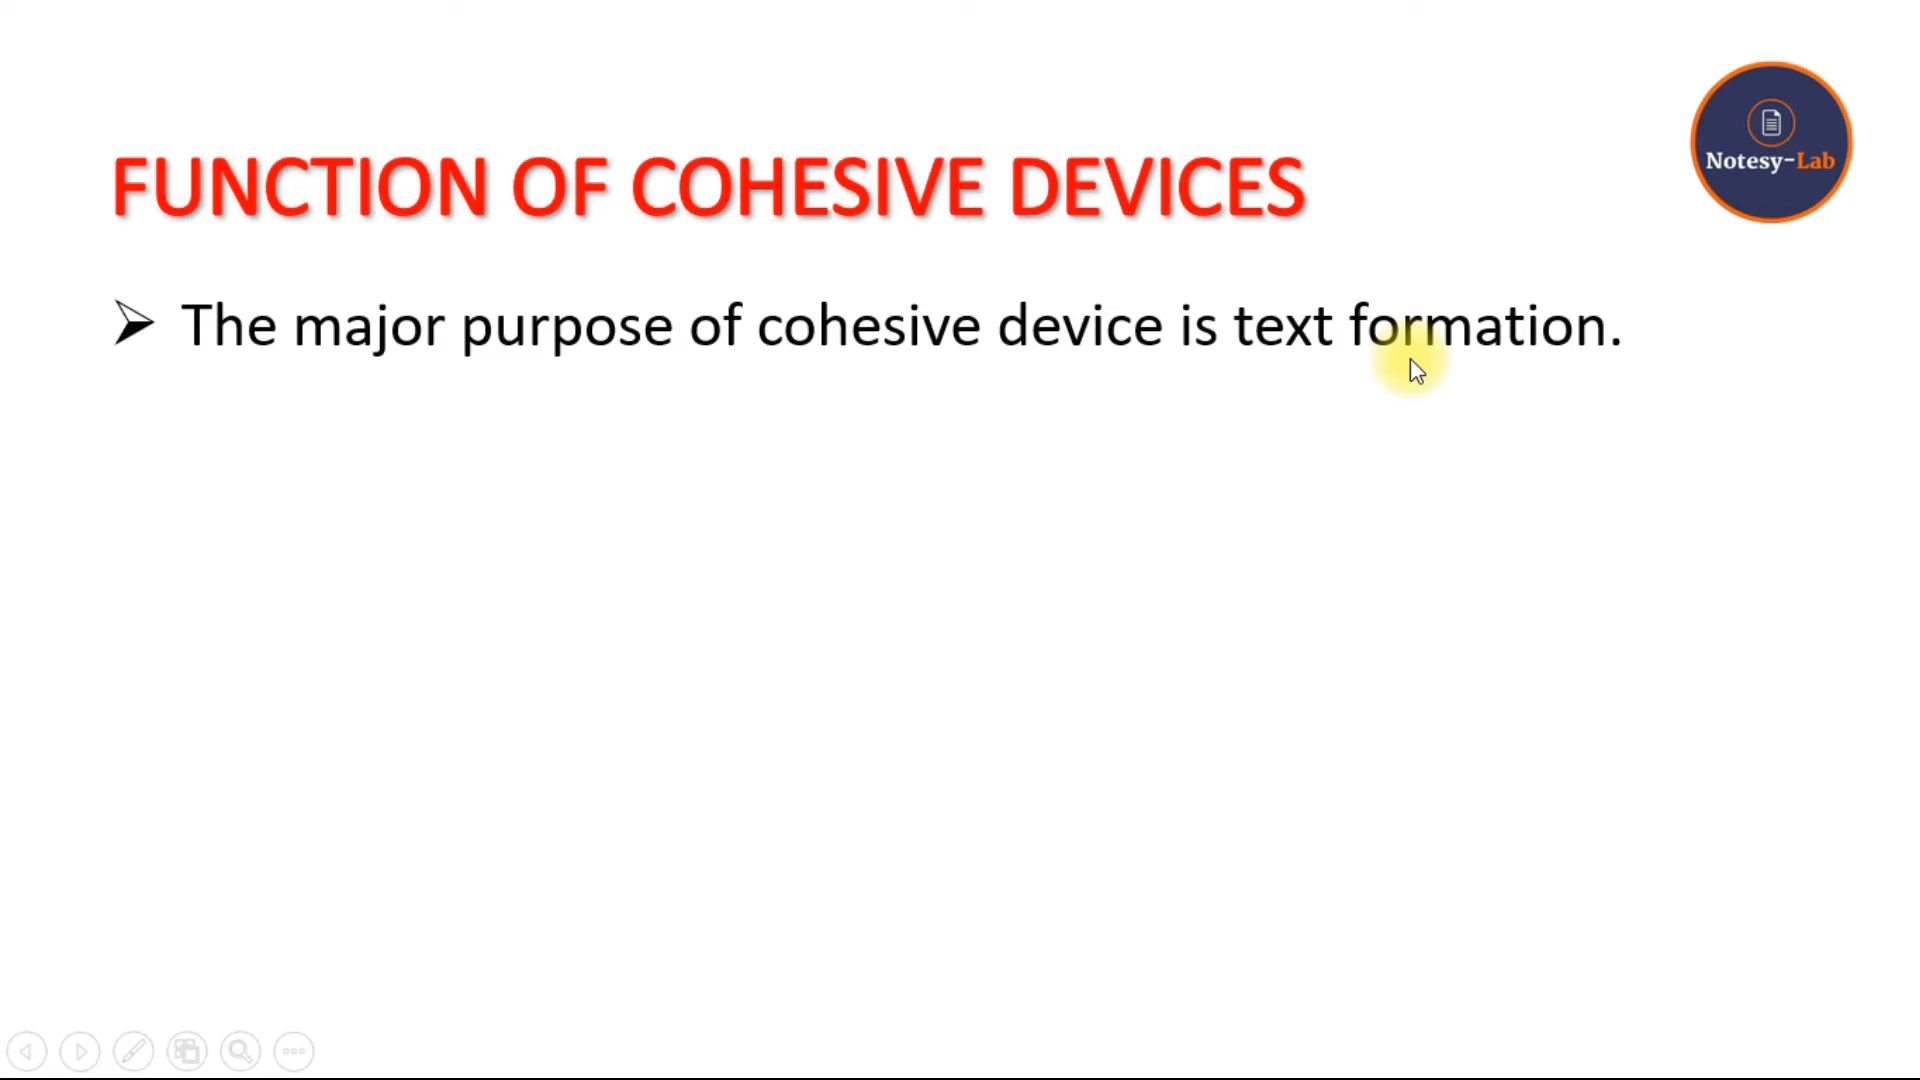 Notesy-Lab
FUNCTION OF COHESIVE DEVICES
The major purpose of cohesive device is text formation.